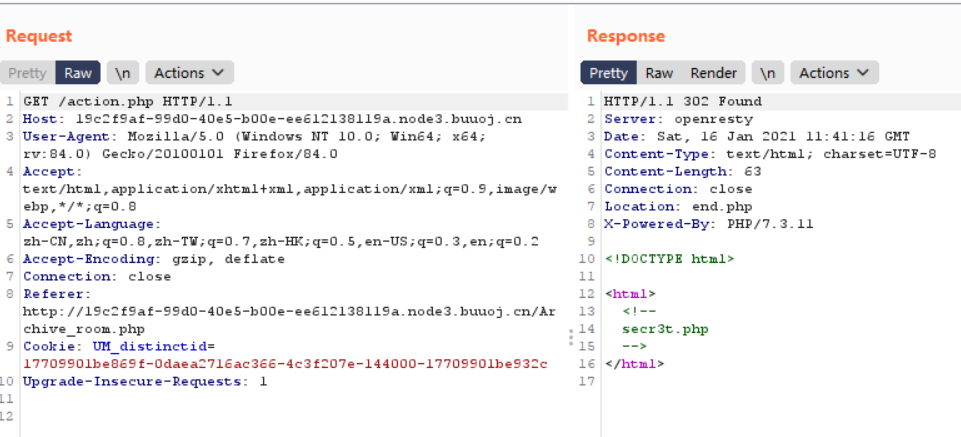 Request
Response
Pretty Raw \n Actions
Pretty Raw Render \n Actions
1 GET /action.php HTTP/1.1
2 Host: 19c2f9af-99d0-40e5-b00e-ee612138119a.node3.buuoj.cn
3 User-Agent: Mozilla/5.0 (Windows NT 10.0; Win64; x64;
rv:84.0) Gecko/20100101 Firefox/84.0
4 Accept:
text/html,application/xhtml+xml,application/xml;q=0.9,image/w
ebp,*/*;q=0.8
5 Accept-Language:
zh-CN,zh;q=0.8,zh-TW;q=0.7,zh-HK;q=0.5,en-US;q=0.3,en;q=0.2
6 Accept-Encoding: gzip, deflate
7 Connection: close
8 Referer:
http://19c2f9af-99d0-40e5-b00e-ee612138119a.node3.buuoj.cn/Ar
chive_room.php
9 Cookie: UM_distinctid=
17709901be869f-0daea2716ac366-4c3f207e-144000-17709901be932c
10 Upgrade-Insecure-Requests: 1
11
12
1 HTTP/1.1 302 Found
2 Server: openresty
3 Date: Sat, 16 Jan 2021 11:41:16 GMT
4 Content-Type: text/html; charset=UTF-8
5 Content-Length: 63
6 Connection: close
7 Location: end.php
8 X-Powered-By: PHP/7.3.11
9
10 <!DOCTYPE html>
11
12 <html>
13 <!--
14 secr3t.php
15 -->
16 </html>
17